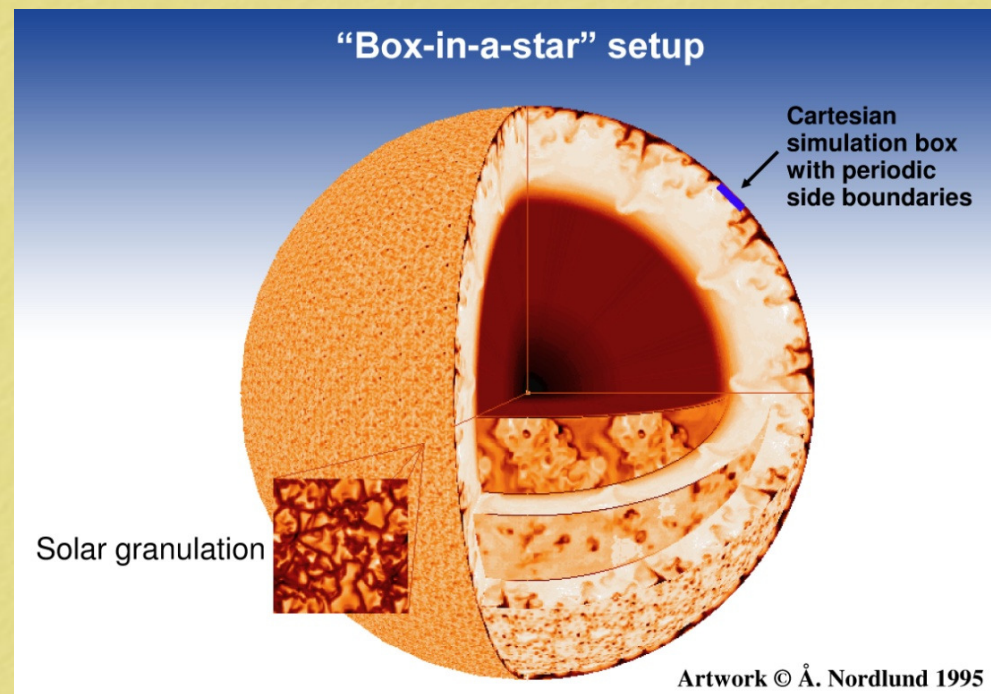 “Box-in-a-star” setup
Cartesian
simulation box
with periodic
side boundaries
Solar granulation
Artwork © Å. Nordlund 1995